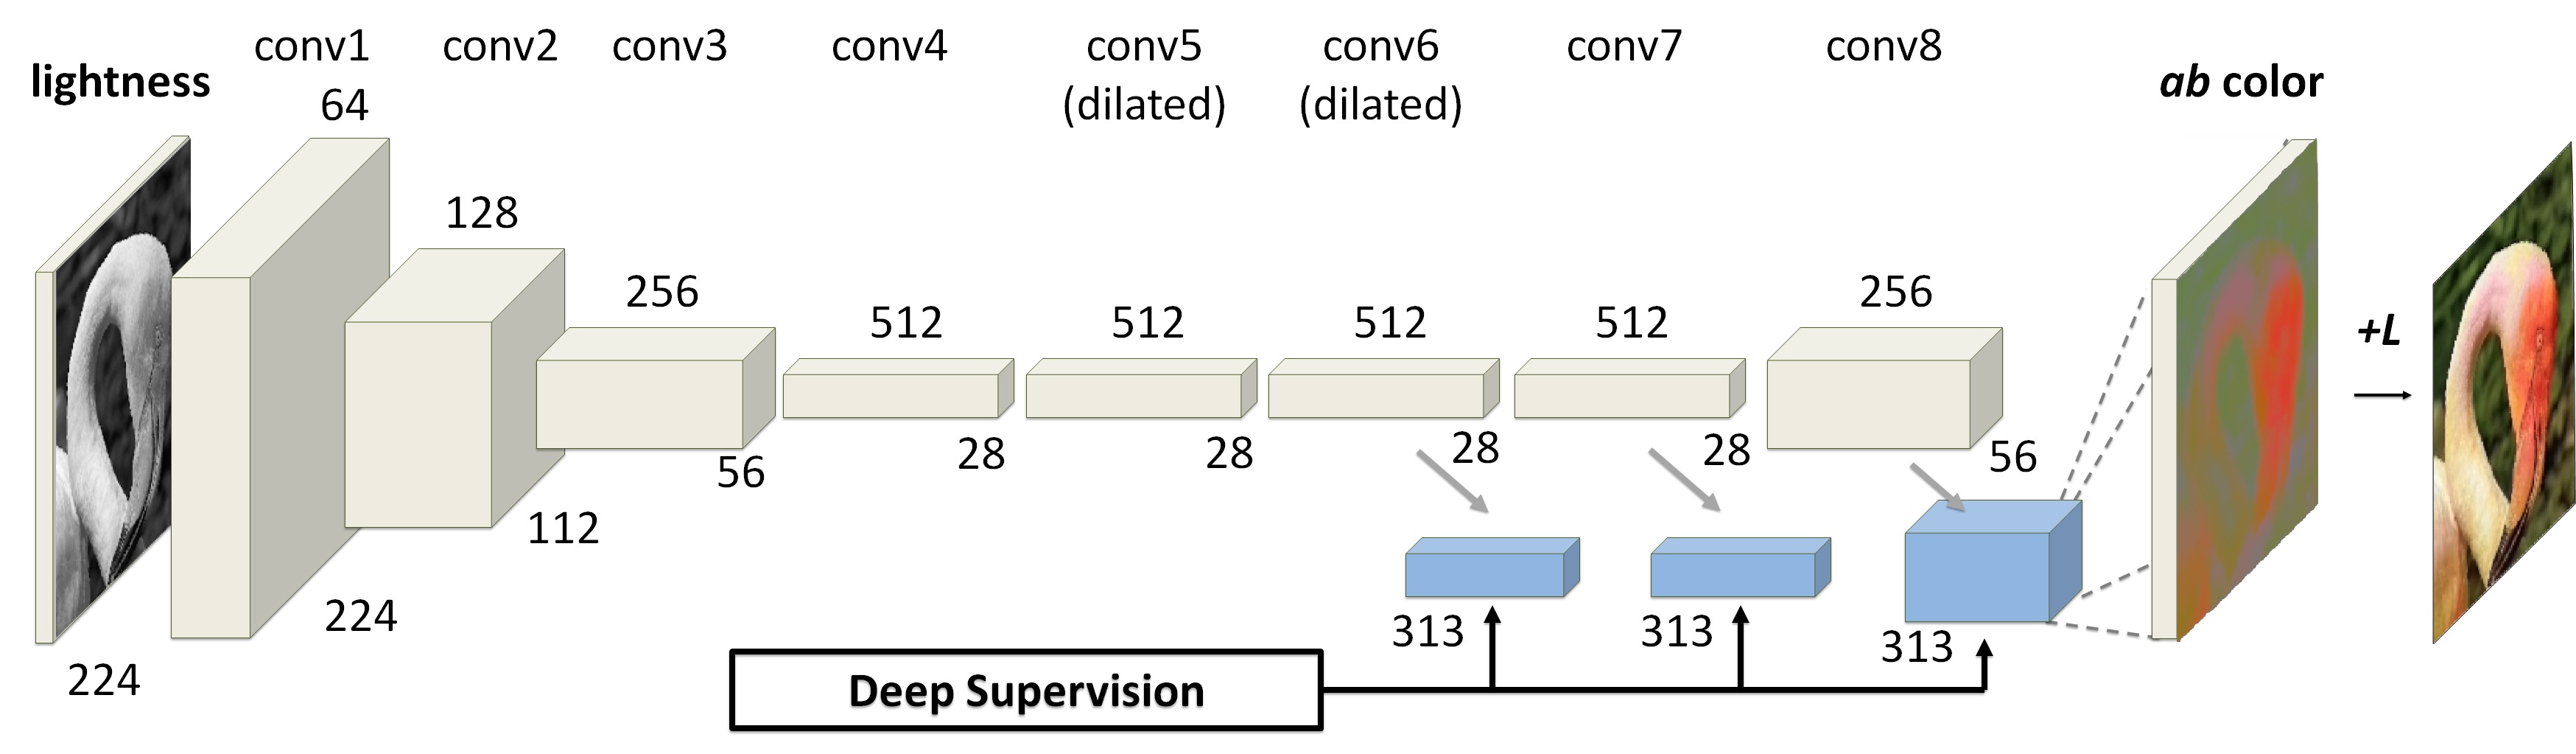 lightness
conv1
64
conv2
conv3
conv4
conv5
(dilated)
conv6
(dilated)
conv7
conv8
ab color
128
256
512
512
512
512
256
+L
28
28
28
28
56
56
112
224
224
313
313
313
Deep Supervision